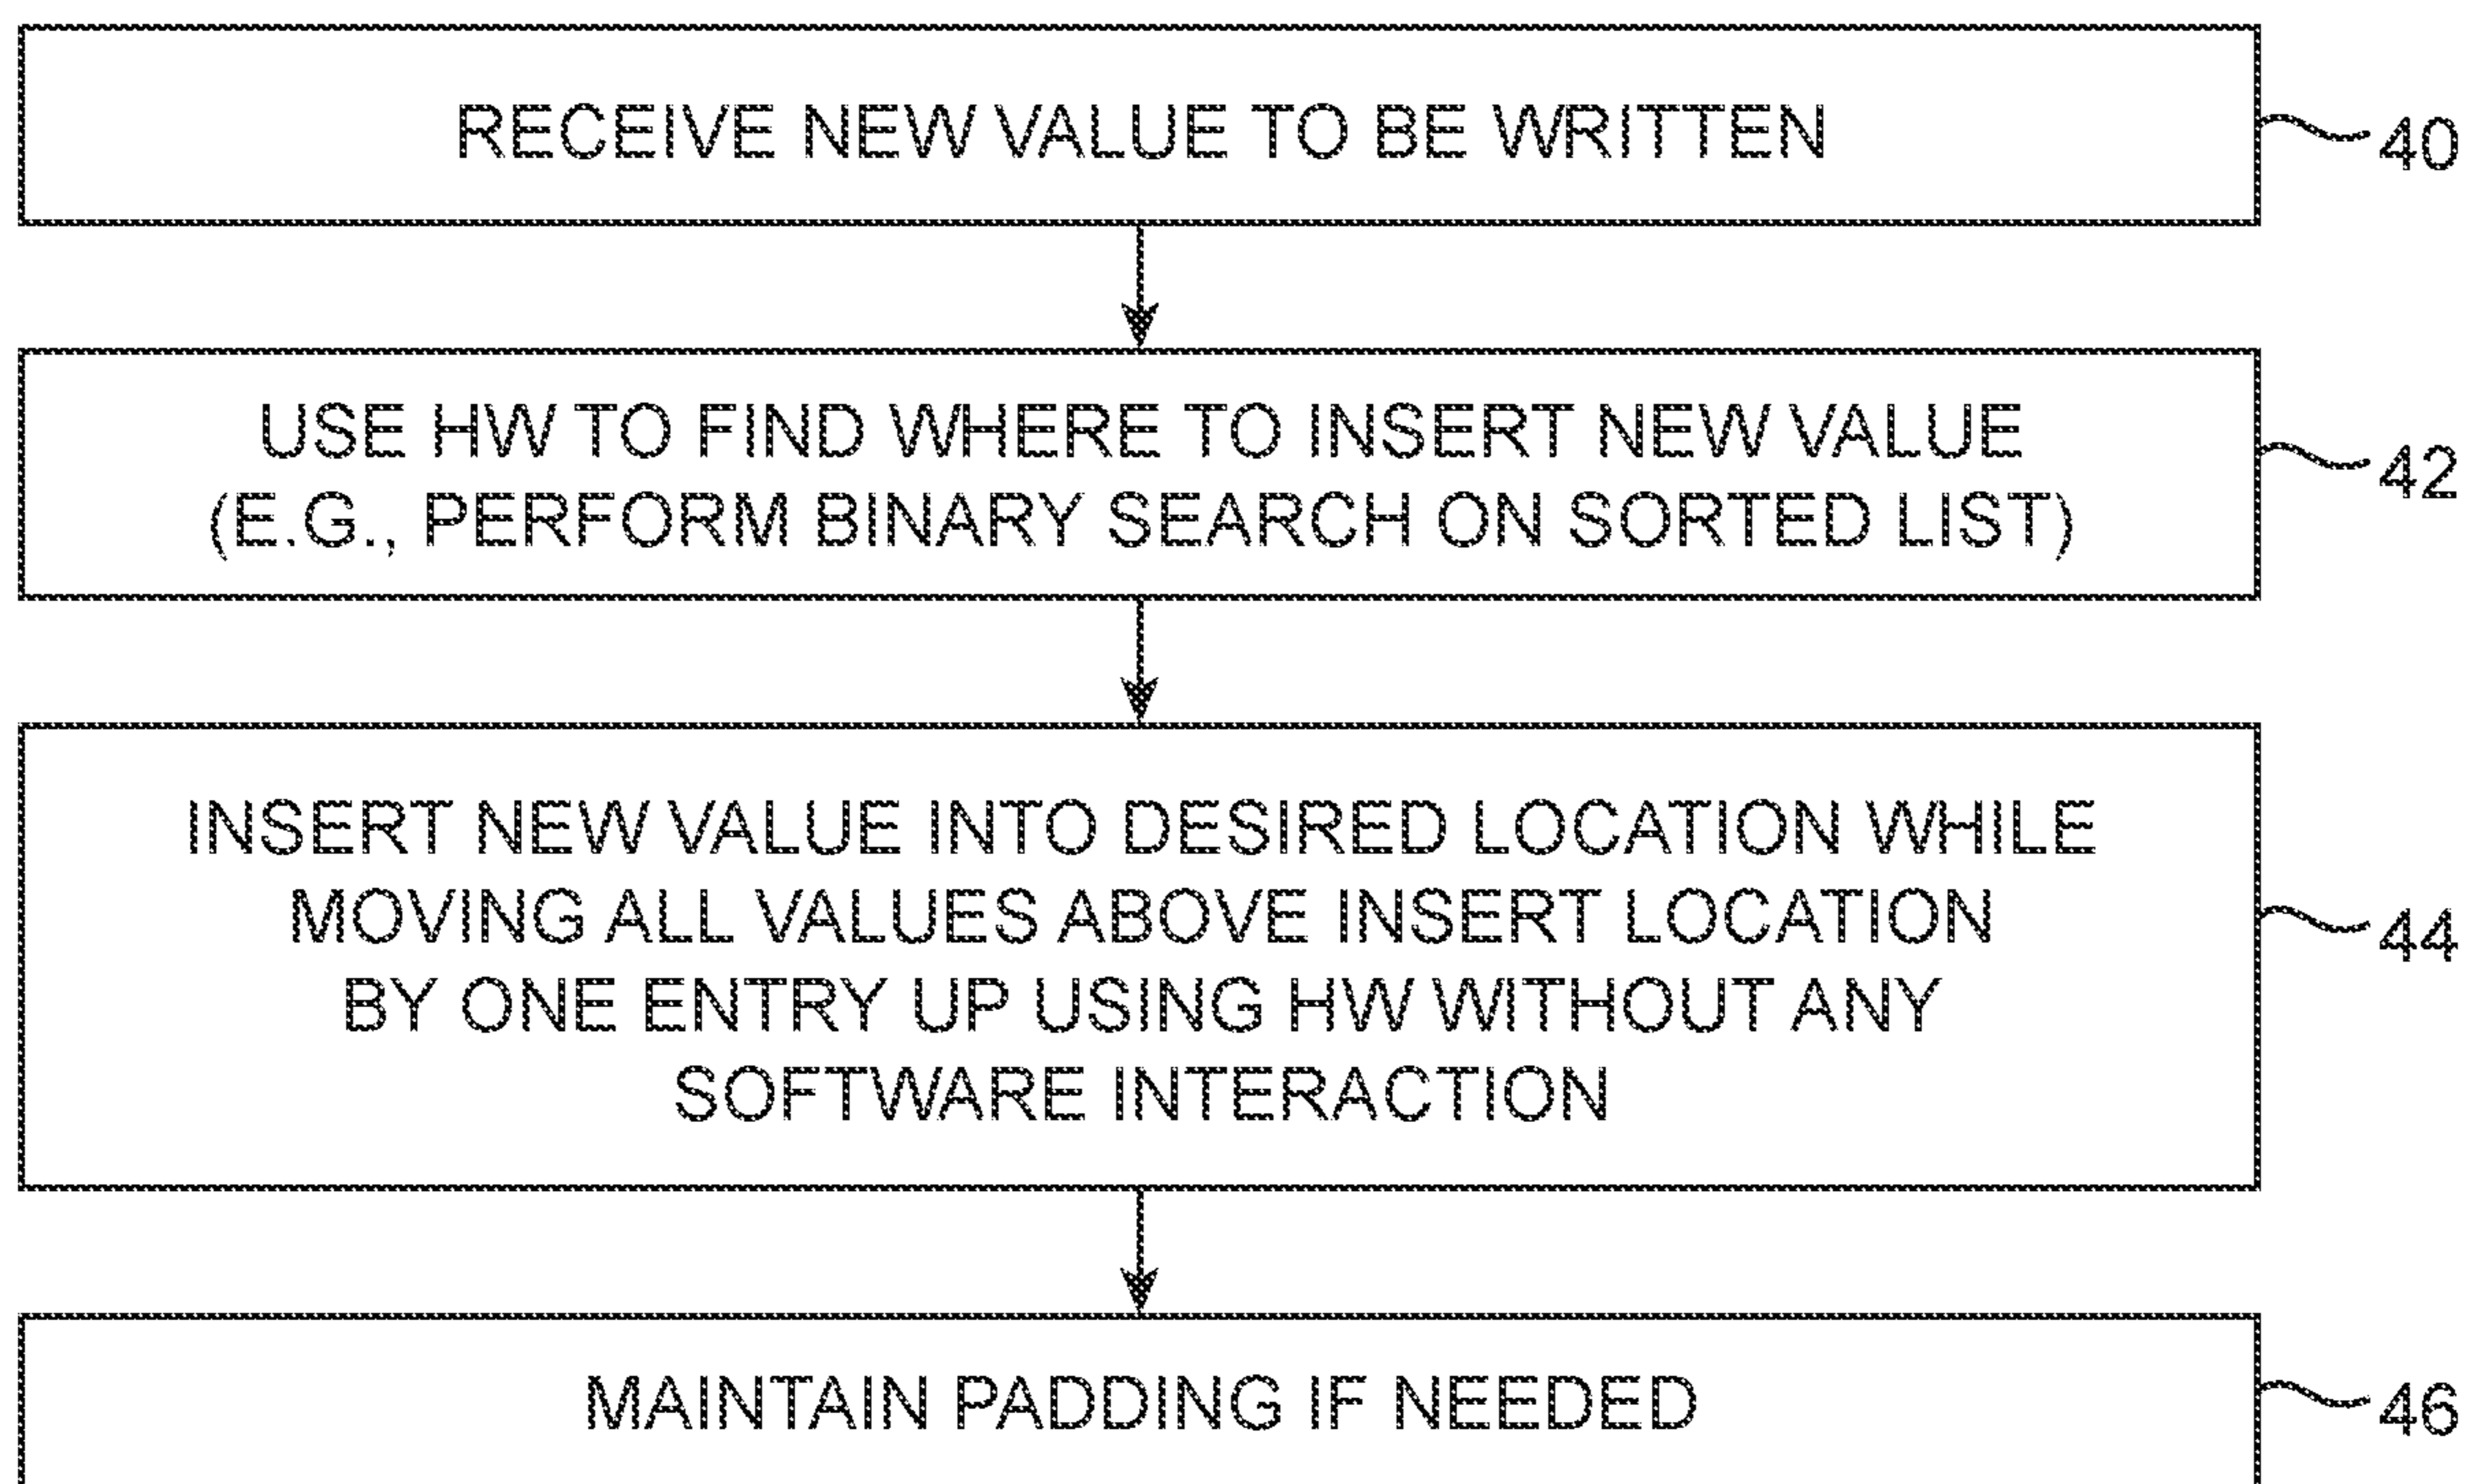 RECEIVE NEW VALUE TO BE WRITTEN
40
USE HW TO FIND WHERE TO INSERT NEW VALUE
(E.G., PERFORM BINARY SEARCH ON SORTED LIST)
42
INSERT NEW VALUE INTO DESIRED LOCATION WHILE
MOVING ALL VALUES ABOVE INSERT LOCATION
BY ONE ENTRY UP USING HW WITHOUT ANY
SOFTWARE INTERACTION
44
MAINTAIN PADDING IF NEEDED
46